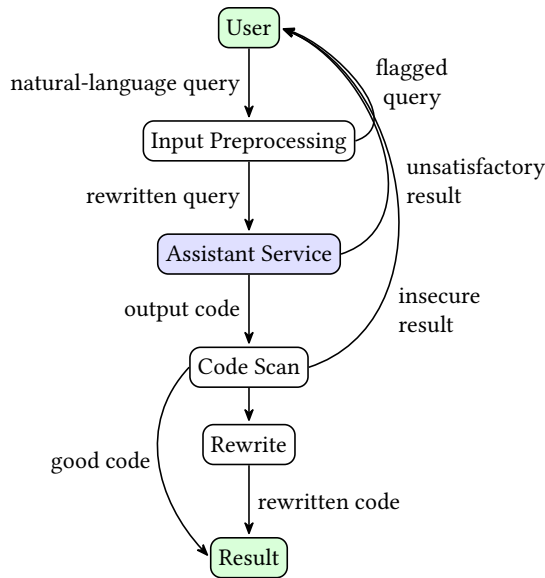 User
natural-language query
flagged
query
Input Preprocessing
rewritten query
unsatisfactory
result
Assistant Service
output code
insecure
result
Code Scan
Rewrite
good code
rewritten code
Result